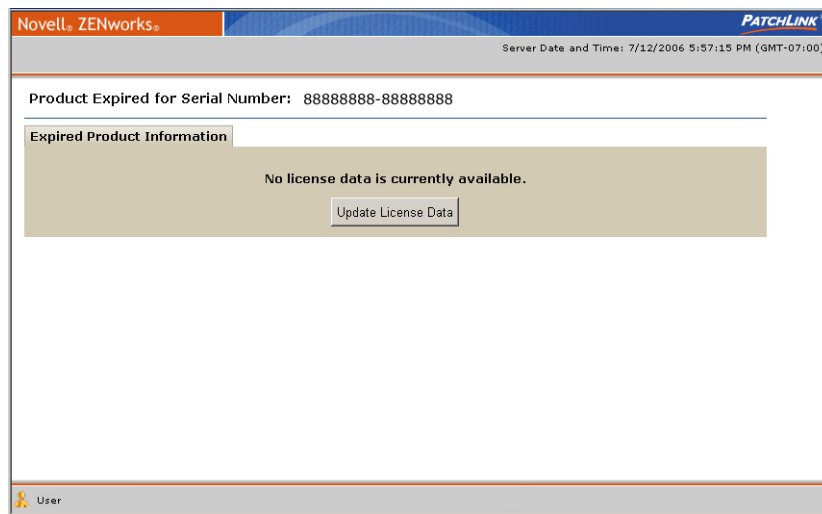 Novell® ZENworks®
PATCHLINK
Server Date and Time: 7/12/2006 5:57:15 PM (GMT-07:00)
Product Expired for Serial Number: 88888888-88888888
Expired Product Information
No license data is currently available.
Update License Data
User